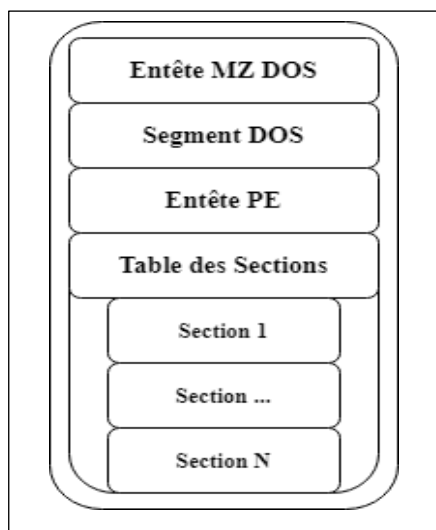 Entête MZ DOS
Segment DOS
Entête PE
Table des Sections
Section 1
Section ...
Section N